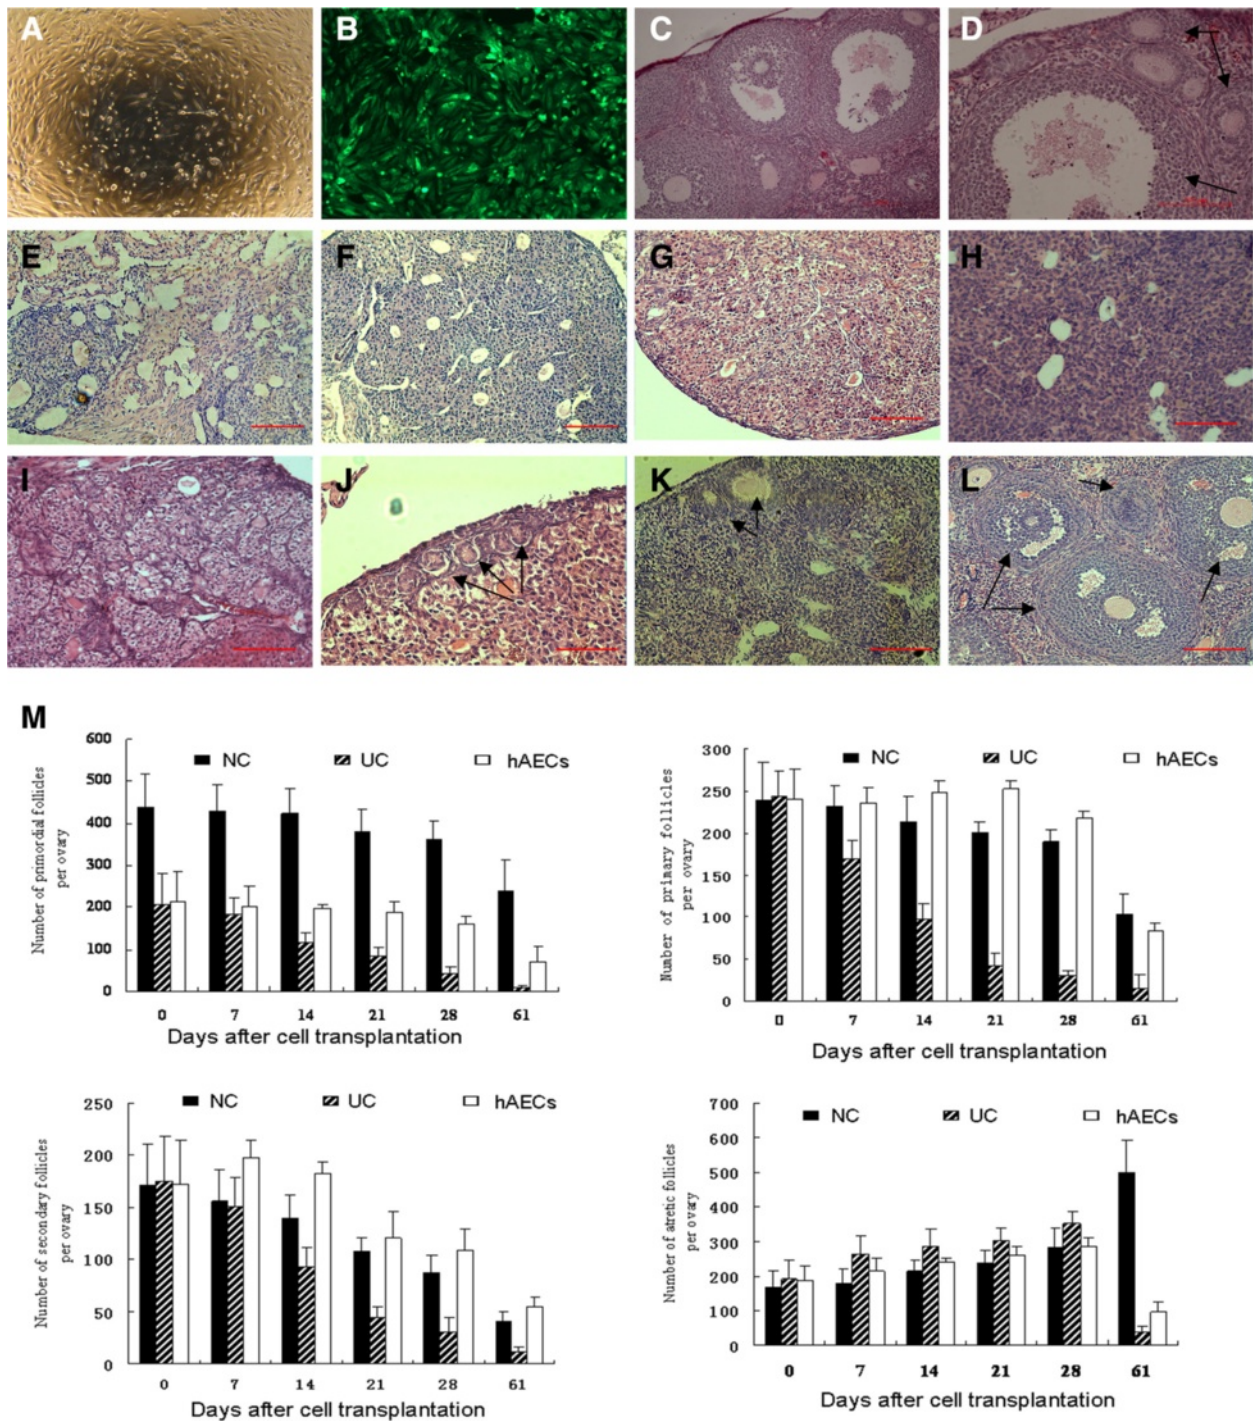 A
B
C
D
E
F
G
H
I
J
K
L
M
NC UC hAECs
Number of primordial follicles
per ovary
600
500
400
300
200
100
0
0 7 14 21 28 61
Days after cell transplantation
NC UC hAECs
Number of primary follicles
per ovary
300
250
200
150
100
50
0
0 7 14 21 28 61
Days after cell transplantation
NC UC hAECs
Number of secondary follicles
per ovary
250
200
150
100
50
0
0 7 14 21 28 61
Days after cell transplantation
NC UC hAECs
Number of atretic follicles
per ovary
700
600
500
400
300
200
100
0
0 7 14 21 28 61
Days after cell transplantation